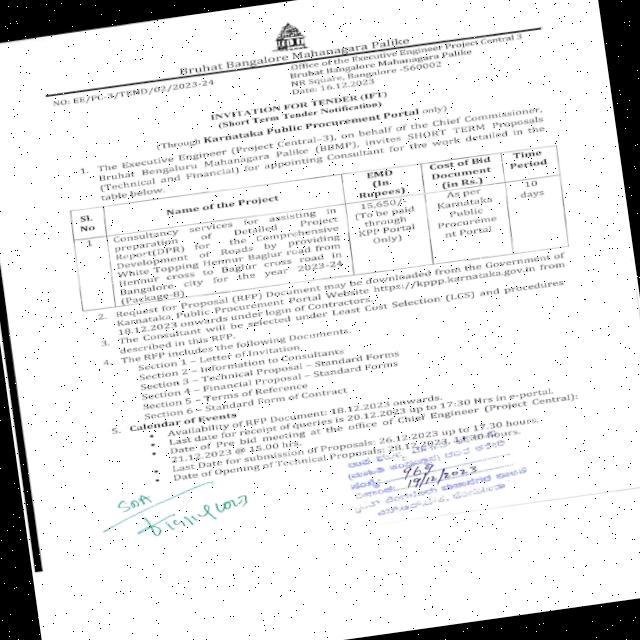 Bruhat Bangalore Mahanagara Palike
NO: EE/PC-3/TEND/02/2023-24
Office of the Executive Engineer Project Central 3
Bruhat Bengaluru Mahanagara Palike
NR Square, Bangalore -560002
Date: 16.12.2023
INVITATION FOR TENDER (IFT)
(Short Term Tender Notification)
(Through Karnataka Public Procurement Portal only)
1. The Executive Engineer (Project Central-3), on behalf of the Chief Commissioner,
Bruhat Bengaluru Mahanagara Palike (BBMP), invites SHORT TERM Proposals
(Technical and Financial) for appointing Consultant for the work detailed in the
table below.
Sl. No
Name of the Project
EMD (In Rupees)
Cost of Bid Document (in Rs.)
Time Period
1
Consultancy services for assisting in
preparation of Detailed Project
Report(DPR) for the Comprehensive
Development of Roads by providing
White Topping Hennur Baglur road from
Hennur cross to Baglur cross road in
Bangalore city for the year 2023-24
(Package-8)
15,650/-
(To be paid
through
KPP Portal
Only)
As per
Karnataka
Public
Procureme
nt Portal
10
days
2. Request for Proposal (RFP) Document may be downloaded from the Government of
Karnataka, Public Procurement Portal Website https://kppp.karnataka.gov.in from
18.12.2023 onwards under login of Contractors.
3. The Consultant will be selected under Least Cost Selection (LGS) and procedures
described in this RFP.
4. The RFP includes the following Documents.
Section 1 – Letter of Invitation.
Section 2 – Information to Consultants
Section 3 – Technical Proposal – Standard Forms
Section 4 – Financial Proposal – Standard Forms
Section 5 – Terms of Reference
Section 6 – Standard Form of Contract
5. Calendar of Events
• Availability of RFP Document: 18.12.2023 onwards.
• Last date for receipt of queries is 20.12.2023 up to 17:30 Hrs in e-portal.
• Date of Pre bid meeting at the office of Chief Engineer (Project Central):
21.12.2023 @ 15.00 hrs.
• Last Date for submission of Proposals: 26.12.2023 up to 17.30 hours.
• Date of Opening of Technical Proposals: 28.12.2023, 16:30 hours.
969
19/12/2023